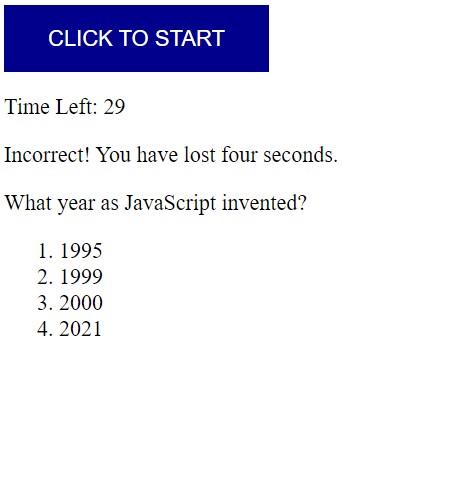 CLICK TO START
Time Left: 29
Incorrect! You have lost four seconds.
What year as JavaScript invented?
1. 1995
2. 1999
3. 2000
4. 2021